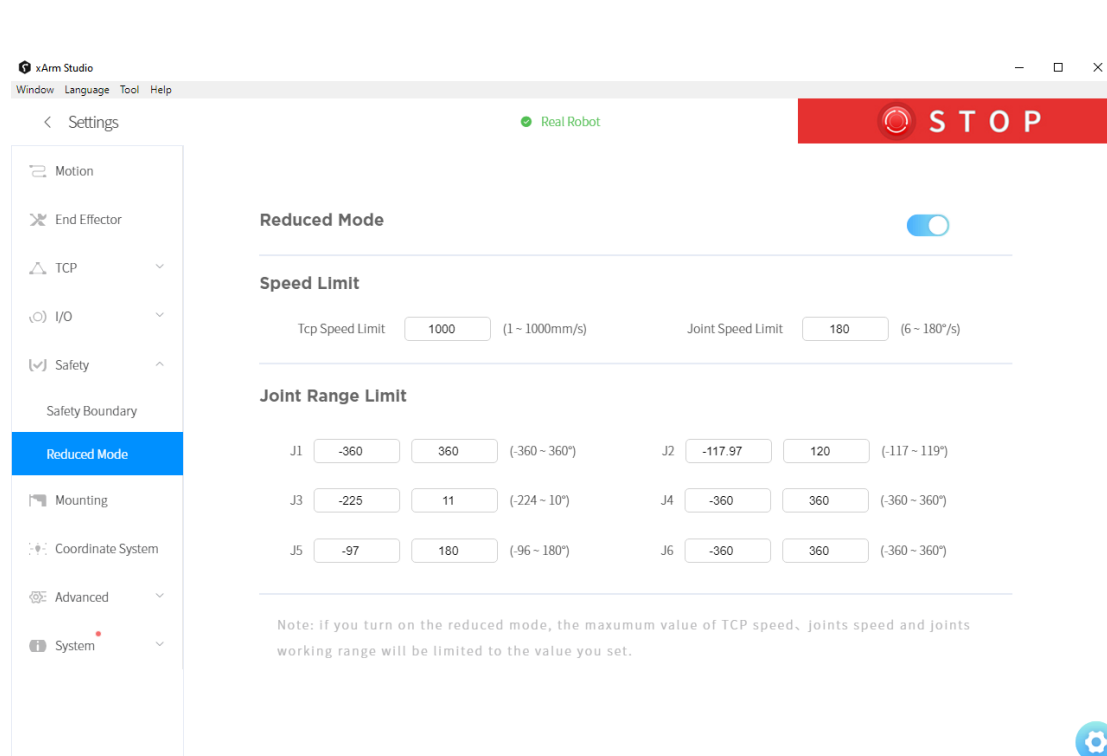 xArm Studio
Window Language Tool Help
Settings
Real Robot
STOP
Motion
End Effector
TCP
I/O
Safety
Safety Boundary
Reduced Mode
Mounting
Coordinate System
Advanced
System
Reduced Mode
Speed Limit
Tcp Speed Limit 1000 (1 ~ 1000mm/s) Joint Speed Limit 180 (6 ~ 180°/s)
Joint Range Limit
J1 -360 360 (-360 ~ 360°) J2 -117.97 120 (-117 ~ 119°)
J3 -225 11 (-224 ~ 10°) J4 -360 360 (-360 ~ 360°)
J5 -97 180 (-96 ~ 180°) J6 -360 360 (-360 ~ 360°)
Note: if you turn on the reduced mode, the maxumum value of TCP speed、joints speed and joints
working range will be limited to the value you set.